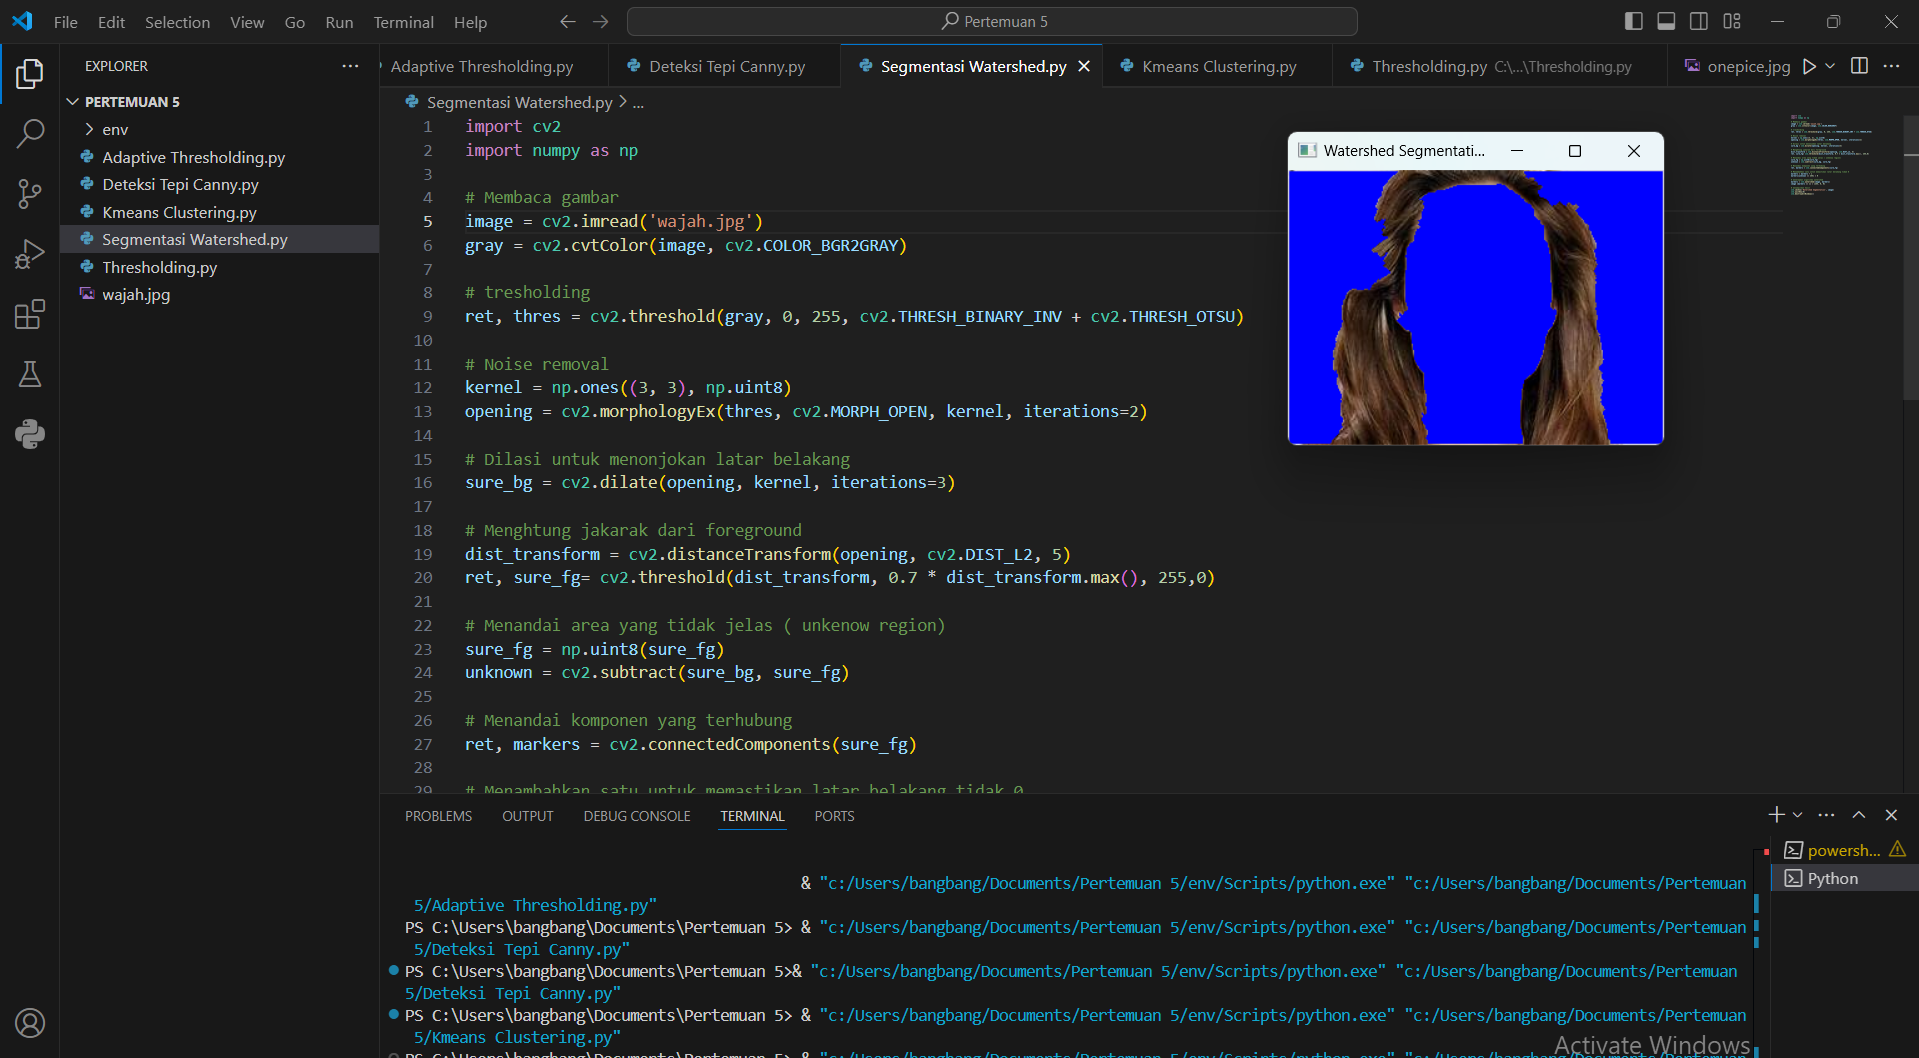 File Edit Selection View Go Run Terminal Help
Pertemuan 5
EXPLORER
PERTEMUAN 5
env
Adaptive Thresholding.py
Deteksi Tepi Canny.py
Kmeans Clustering.py
Segmentasi Watershed.py
Thresholding.py
wajah.jpg
Adaptive Thresholding.py Deteksi Tepi Canny.py Segmentasi Watershed.py Kmeans Clustering.py Thresholding.py C:\...\Thresholding.py onepice.jpg
Segmentasi Watershed.py > ...
1 import cv2
2 import numpy as np
3
4 # Membaca gambar
5 image = cv2.imread('wajah.jpg')
6 gray = cv2.cvtColor(image, cv2.COLOR_BGR2GRAY)
7
8 # tresholding
9 ret, thres = cv2.threshold(gray, 0, 255, cv2.THRESH_BINARY_INV + cv2.THRESH_OTSU)
10
11 # Noise removal
12 kernel = np.ones((3, 3), np.uint8)
13 opening = cv2.morphologyEx(thres, cv2.MORPH_OPEN, kernel, iterations=2)
14
15 # Dilasi untuk menonjokan latar belakang
16 sure_bg = cv2.dilate(opening, kernel, iterations=3)
17
18 # Menghtung jakarak dari foreground
19 dist_transform = cv2.distanceTransform(opening, cv2.DIST_L2, 5)
20 ret, sure_fg= cv2.threshold(dist_transform, 0.7 * dist_transform.max(), 255,0)
21
22 # Menandai area yang tidak jelas ( unkenow region)
23 sure_fg = np.uint8(sure_fg)
24 unknown = cv2.subtract(sure_bg, sure_fg)
25
26 # Menandai komponen yang terhubung
27 ret, markers = cv2.connectedComponents(sure_fg)
28
29 # Menambahkan satu untuk memastikan latar belakang tidak 0
Watershed Segmentati...
PROBLEMS OUTPUT DEBUG CONSOLE TERMINAL PORTS
& "c:/Users/bangbang/Documents/Pertemuan 5/env/Scripts/python.exe" "c:/Users/bangbang/Documents/Pertemuan
5/Adaptive Thresholding.py"
PS C:\Users\bangbang\Documents\Pertemuan 5> & "c:/Users/bangbang/Documents/Pertemuan 5/env/Scripts/python.exe" "c:/Users/bangbang/Documents/Pertemuan
5/Deteksi Tepi Canny.py"
PS C:\Users\bangbang\Documents\Pertemuan 5>& "c:/Users/bangbang/Documents/Pertemuan 5/env/Scripts/python.exe" "c:/Users/bangbang/Documents/Pertemuan
5/Deteksi Tepi Canny.py"
PS C:\Users\bangbang\Documents\Pertemuan 5> & "c:/Users/bangbang/Documents/Pertemuan 5/env/Scripts/python.exe" "c:/Users/bangbang/Documents/Pertemuan
5/Kmeans Clustering.py"
powersh...
Python
Activate Windows